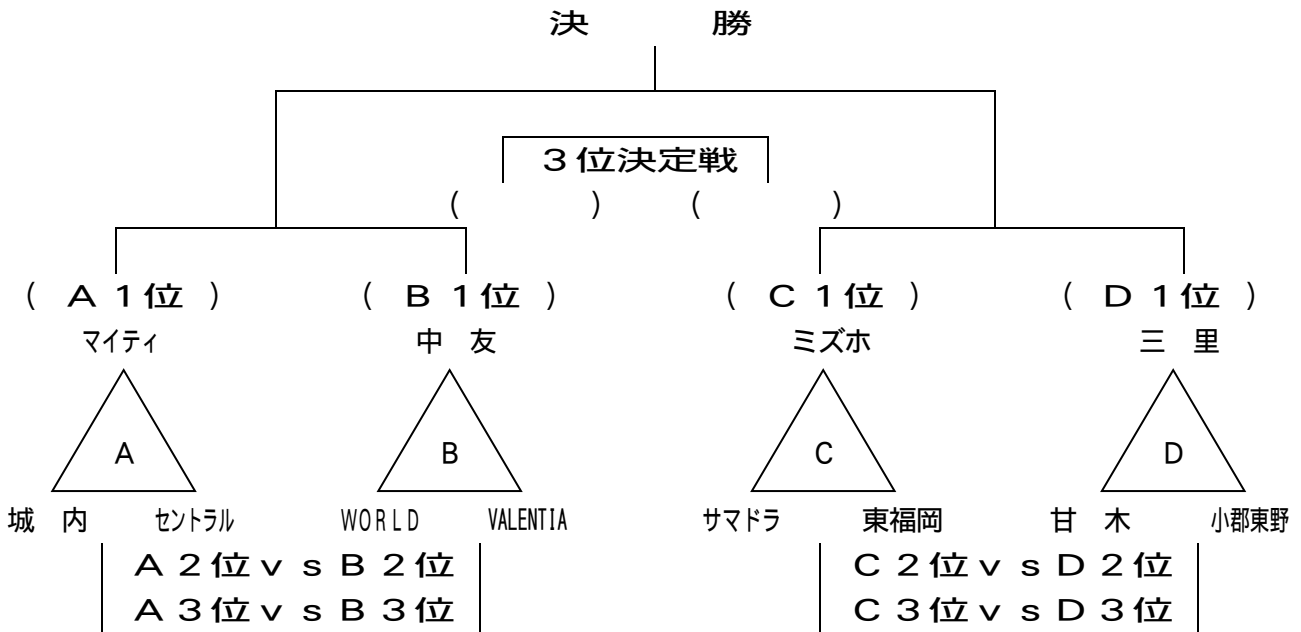 決　勝
３位決定戦
（　　　）　（　　　）
（ Ａ１位 ）　（ Ｂ１位 ）　（ Ｃ１位 ）　（ Ｄ１位 ）
マイティ　中　友　ミズホ　三　里
A　B　C　D
城　内　セントラル　ＷＯＲＬＤ　VALENTIA　サマドラ　東福岡　甘　木　小郡東野
Ａ２位ｖｓＢ２位　Ｃ２位ｖｓＤ２位
Ａ３位ｖｓＢ３位　Ｃ３位ｖｓＤ３位